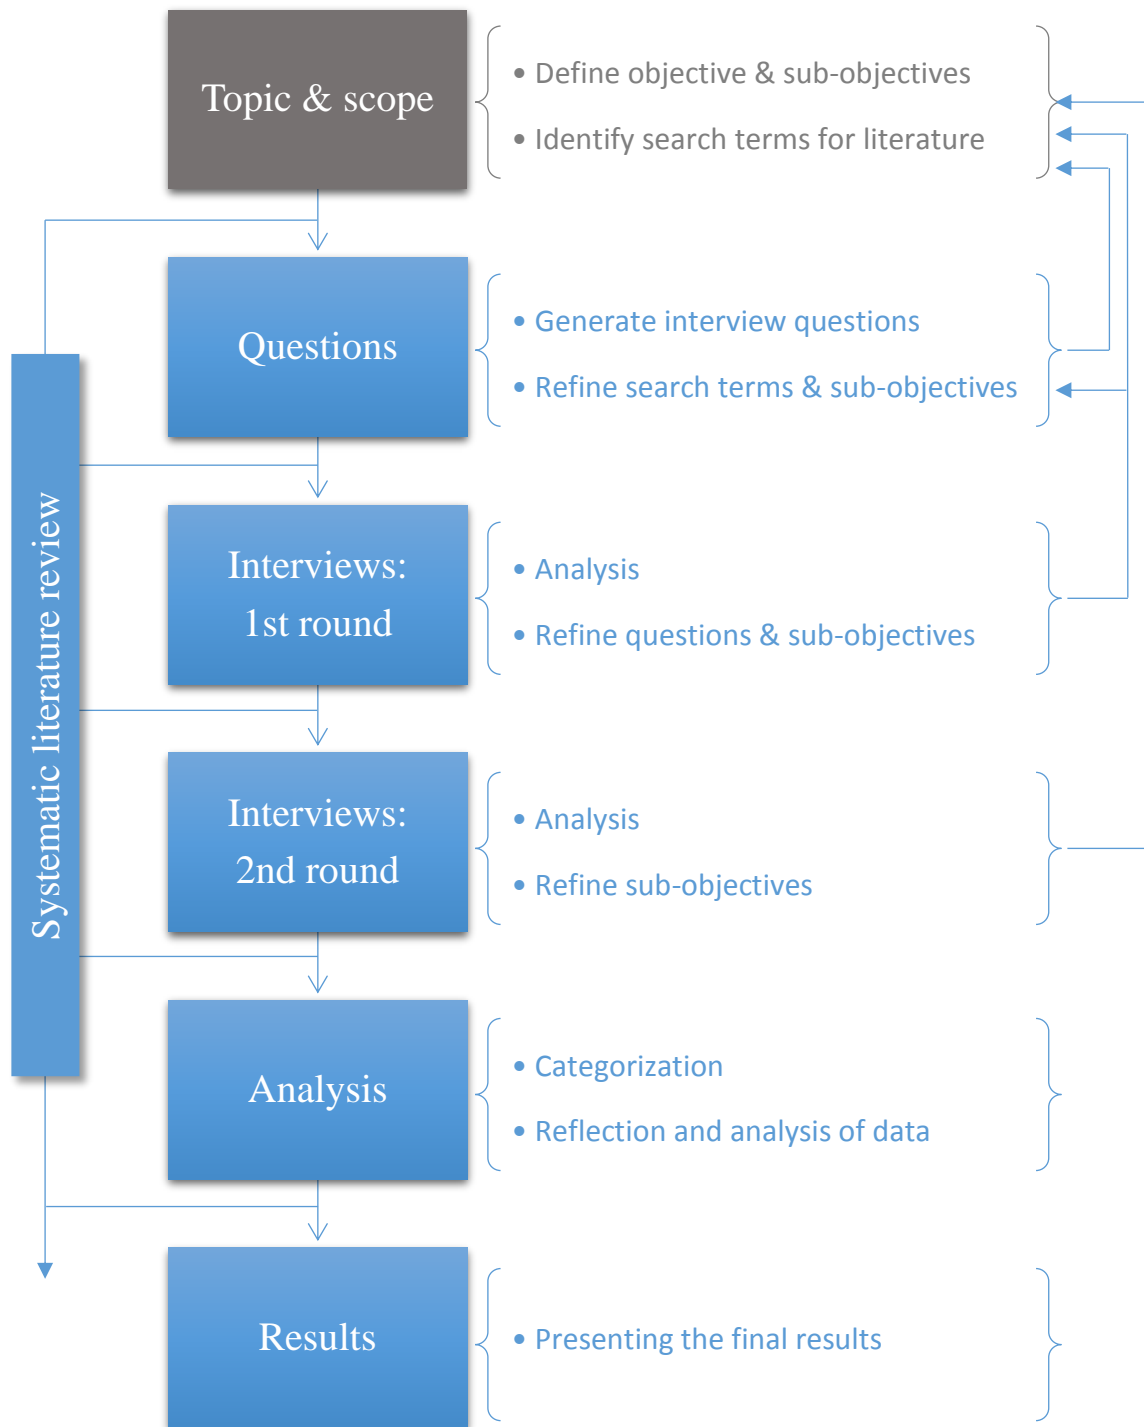 Topic & scope
• Define objective & sub-objectives
• Identify search terms for literature
Questions
• Generate interview questions
• Refine search terms & sub-objectives
Systematic literature review
Interviews:
1st round
• Analysis
• Refine questions & sub-objectives
Interviews:
2nd round
• Analysis
• Refine sub-objectives
Analysis
• Categorization
• Reflection and analysis of data
Results
• Presenting the final results